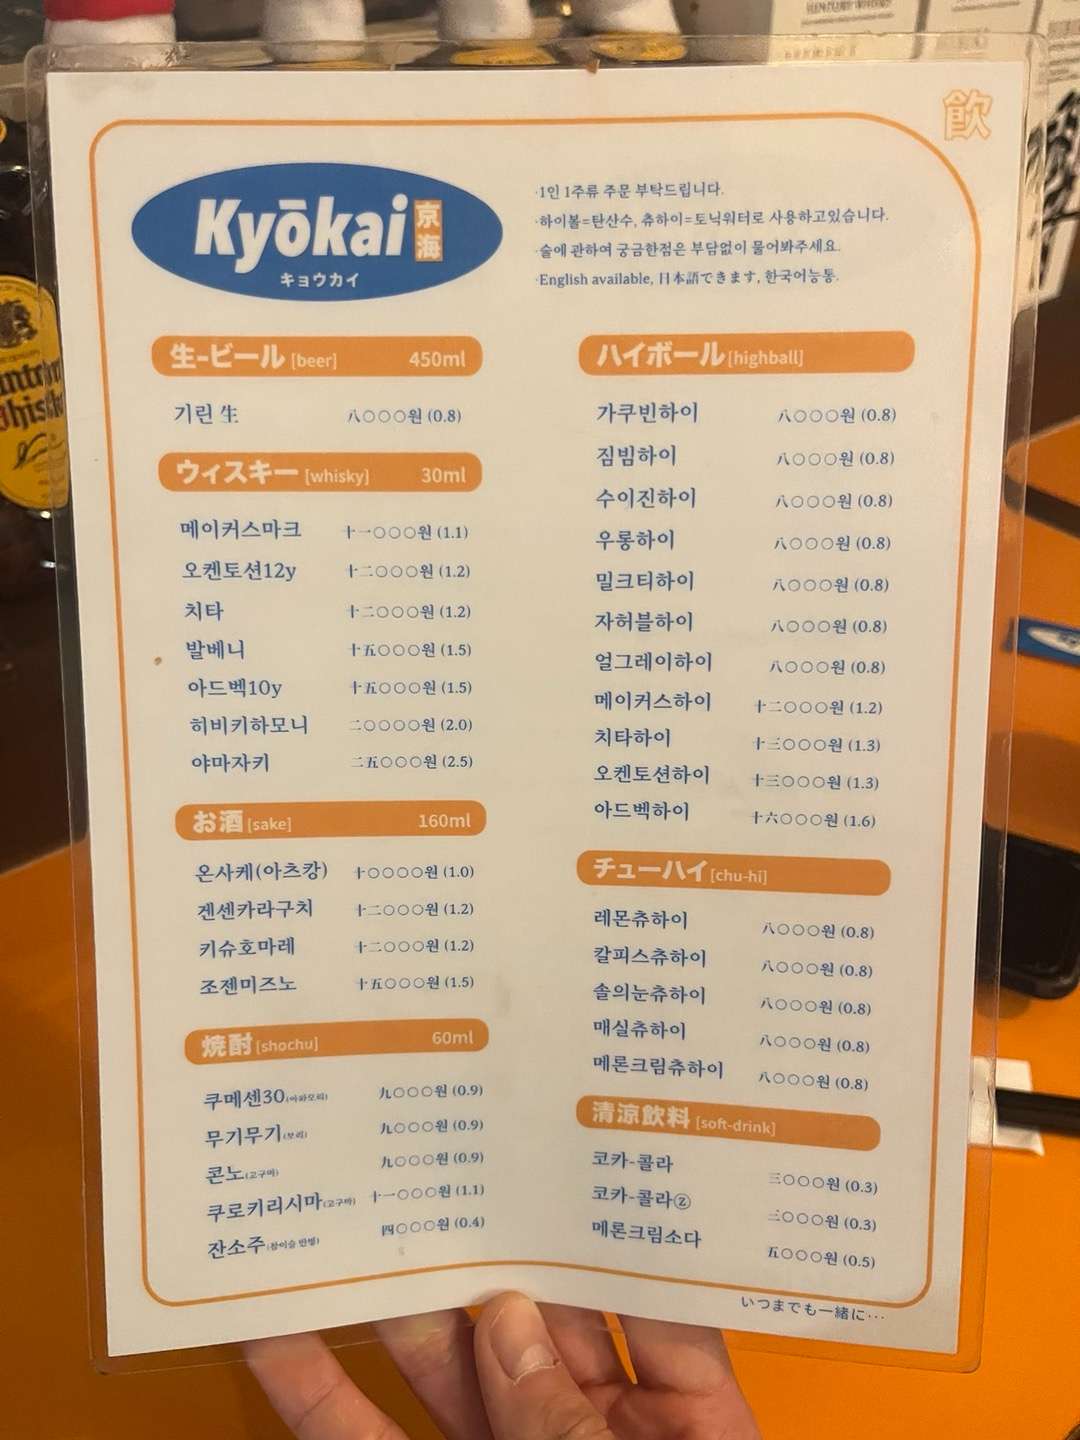 飲
Kyōkai 京海
キョウカイ
·1인 1주류 주문 부탁드립니다.
·하이볼=탄산수, 츄하이=토닉워터로 사용하고있습니다.
·술에 관하여 궁금한점은 부담없이 물어봐주세요.
·English available, 日本語できます, 한국어능통.
生-ビール [beer] 450ml
기린 生 八〇〇〇원 (0.8)
ウィスキー [whisky] 30ml
메이커스마크 十一〇〇〇원 (1.1)
오켄토션12y 十二〇〇〇원 (1.2)
치타 十二〇〇〇원 (1.2)
발베니 十五〇〇〇원 (1.5)
아드벡10y 十五〇〇〇원 (1.5)
히비키하모니 二〇〇〇〇원 (2.0)
야마자키 二五〇〇〇원 (2.5)
お酒 [sake] 160ml
온사케(아츠캉) 十〇〇〇〇원 (1.0)
겐센카라구치 十二〇〇〇원 (1.2)
키슈호마레 十二〇〇〇원 (1.2)
조젠미즈노 十五〇〇〇원 (1.5)
焼酎 [shochu] 60ml
쿠메센30(아와모리) 九〇〇〇원 (0.9)
무기무기(보리) 九〇〇〇원 (0.9)
콘노(고구마) 九〇〇〇원 (0.9)
쿠로키리시마(고구마) 十一〇〇〇원 (1.1)
잔소주(참이슬 반병) 四〇〇〇원 (0.4)
ハイボール [highball]
가쿠빈하이 八〇〇〇원 (0.8)
짐빔하이 八〇〇〇원 (0.8)
수이진하이 八〇〇〇원 (0.8)
우롱하이 八〇〇〇원 (0.8)
밀크티하이 八〇〇〇원 (0.8)
자허블하이 八〇〇〇원 (0.8)
얼그레이하이 八〇〇〇원 (0.8)
메이커스하이 十二〇〇〇원 (1.2)
치타하이 十三〇〇〇원 (1.3)
오켄토션하이 十三〇〇〇원 (1.3)
아드벡하이 十六〇〇〇원 (1.6)
チューハイ [chu-hi]
레몬츄하이 八〇〇〇원 (0.8)
칼피스츄하이 八〇〇〇원 (0.8)
솔의눈츄하이 八〇〇〇원 (0.8)
매실츄하이 八〇〇〇원 (0.8)
메론크림츄하이 八〇〇〇원 (0.8)
清涼飲料 [soft-drink]
코카-콜라 三〇〇〇원 (0.3)
코카-콜라ⓩ 三〇〇〇원 (0.3)
메론크림소다 五〇〇〇원 (0.5)
いつまでも一緒に…